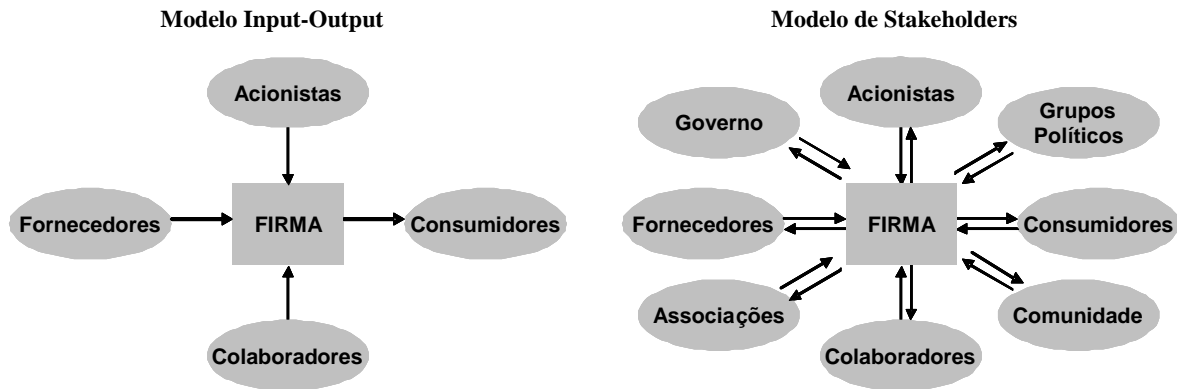 Modelo Input-Output
Acionistas
Fornecedores
FIRMA
Consumidores
Colaboradores
Modelo de Stakeholders
Governo
Acionistas
Grupos
Políticos
Fornecedores
FIRMA
Consumidores
Associações
Colaboradores
Comunidade